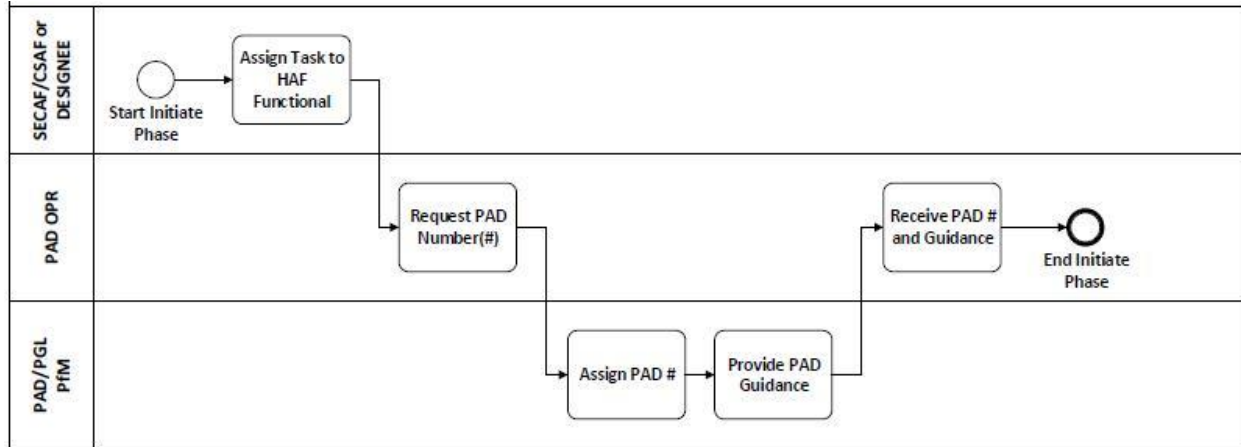 SECAF/CSAF or
DESIGNEE
Start Initiate
Phase
Assign Task to
HAF
Functional
PAD OPR
Request PAD
Number(#)
Receive PAD #
and Guidance
End Initiate
Phase
PAD/PGL
PfM
Assign PAD #
Provide PAD
Guidance